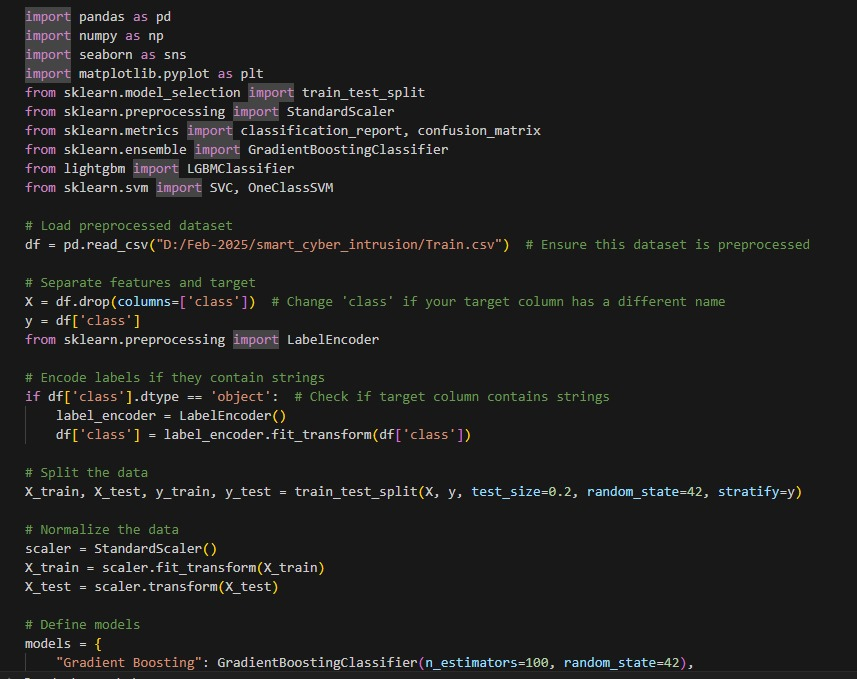 import pandas as pd
import numpy as np
import seaborn as sns
import matplotlib.pyplot as plt
from sklearn.model_selection import train_test_split
from sklearn.preprocessing import StandardScaler
from sklearn.metrics import classification_report, confusion_matrix
from sklearn.ensemble import GradientBoostingClassifier
from lightgbm import LGBMClassifier
from sklearn.svm import SVC, OneClassSVM

# Load preprocessed dataset
df = pd.read_csv("D:/Feb-2025/smart_cyber_intrusion/Train.csv")  # Ensure this dataset is preprocessed

# Separate features and target
X = df.drop(columns=['class'])  # Change 'class' if your target column has a different name
y = df['class']
from sklearn.preprocessing import LabelEncoder

# Encode labels if they contain strings
if df['class'].dtype == 'object':  # Check if target column contains strings
    label_encoder = LabelEncoder()
    df['class'] = label_encoder.fit_transform(df['class'])

# Split the data
X_train, X_test, y_train, y_test = train_test_split(X, y, test_size=0.2, random_state=42, stratify=y)

# Normalize the data
scaler = StandardScaler()
X_train = scaler.fit_transform(X_train)
X_test = scaler.transform(X_test)

# Define models
models = {
    "Gradient Boosting": GradientBoostingClassifier(n_estimators=100, random_state=42),